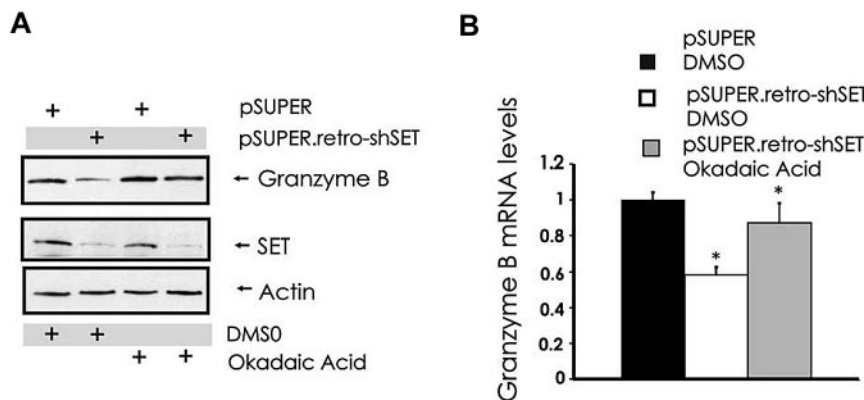 A
+ + pSUPER
+ + pSUPER.retro-shSET
← Granzyme B
← SET
← Actin
+ + DMS0
+ + Okadaic Acid
B
pSUPER
DMSO
pSUPER.retro-shSET
DMSO
pSUPER.retro-shSET
Okadaic Acid
Granzyme B mRNA levels
1.2
1
0.8
0.6
0.4
0.2
0
*
*